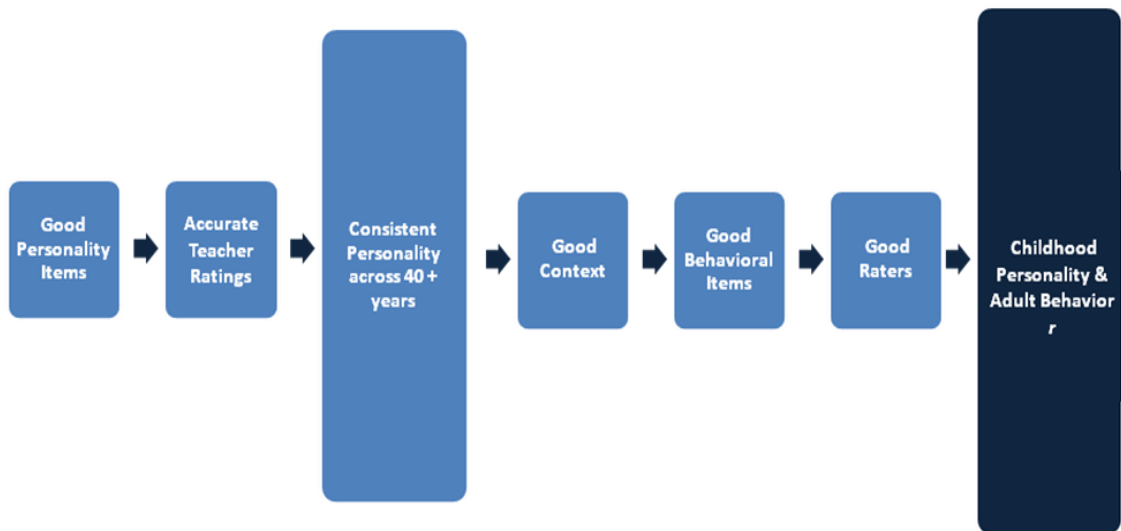 Good
Personality
Items
Accurate
Teacher
Ratings
Consistent
Personality
across 40 +
years
Good
Context
Good
Behavioral
Items
Good
Raters
Childhood
Personality &
Adult Behavior
r